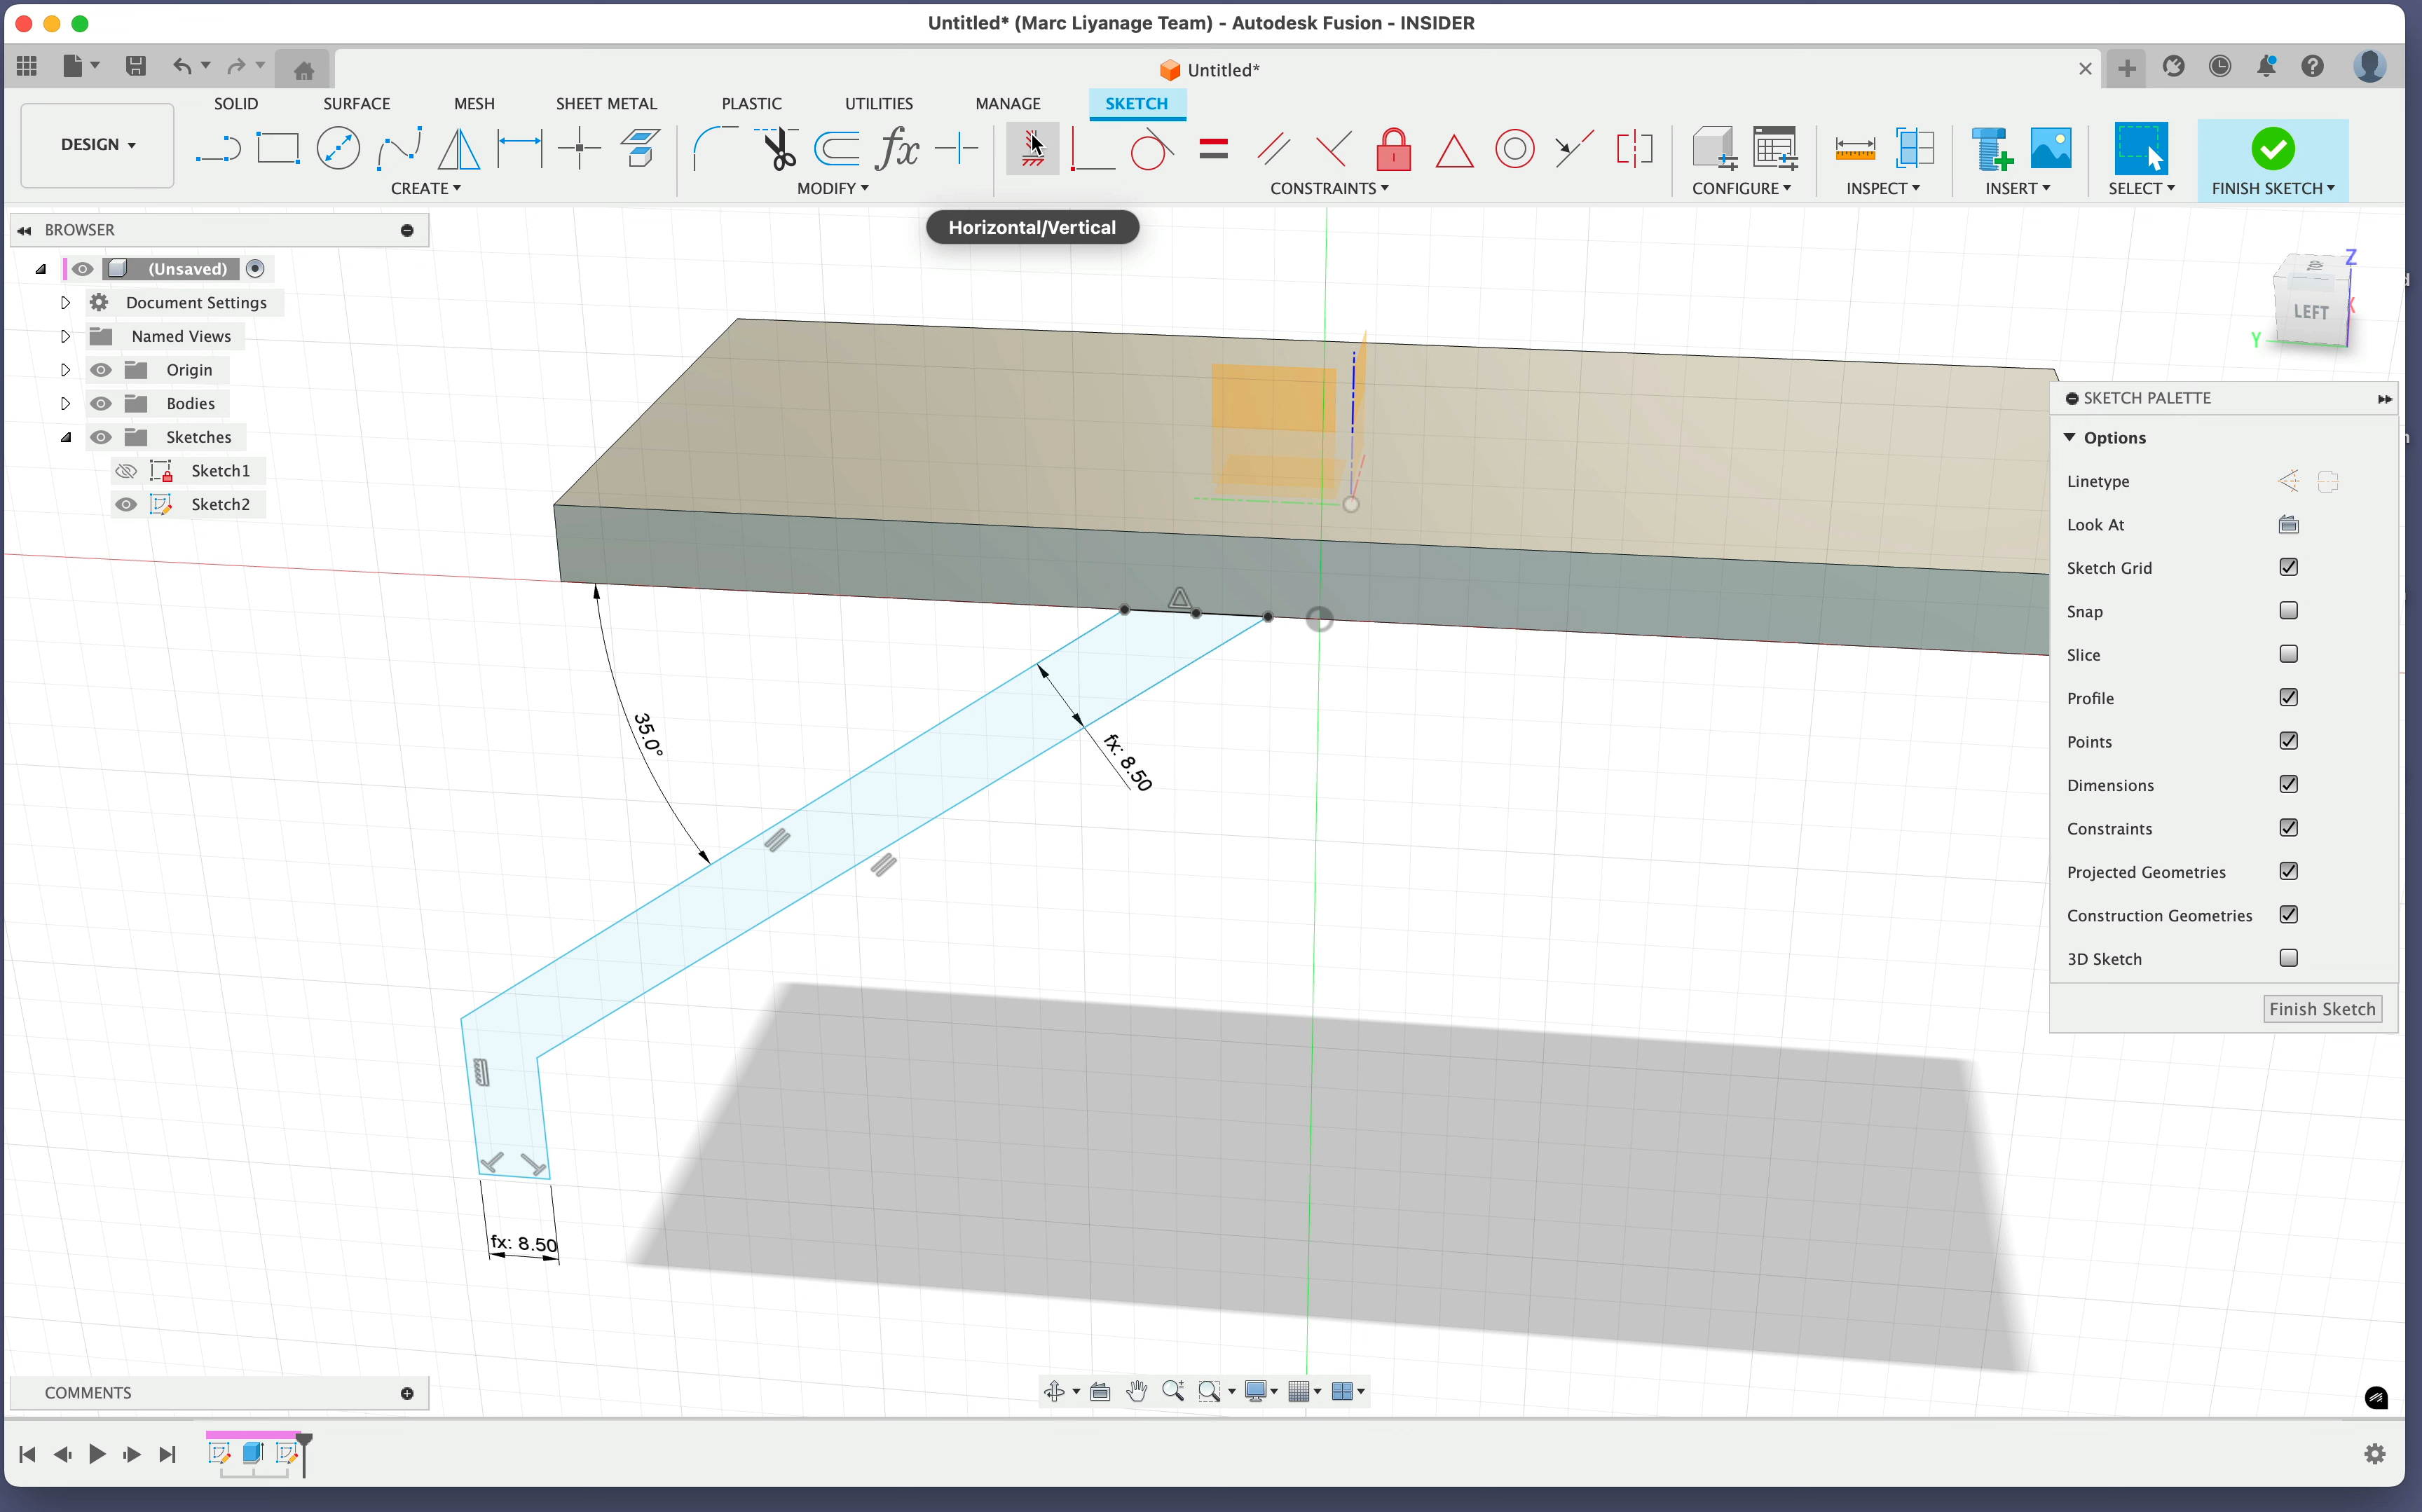 Untitled* (Marc Liyanage Team) - Autodesk Fusion - INSIDER
Untitled*
SOLID SURFACE MESH SHEET METAL PLASTIC UTILITIES MANAGE SKETCH
DESIGN
fx
CREATE MODIFY CONSTRAINTS CONFIGURE INSPECT INSERT SELECT FINISH SKETCH
Horizontal/Vertical
BROWSER
(Unsaved)
Document Settings
Named Views
Origin
Bodies
Sketches
Sketch1
Sketch2
Z
TOP
LEFT
X
Y
SKETCH PALETTE
Options
Linetype
Look At
Sketch Grid
Snap
Slice
Profile
Points
Dimensions
Constraints
Projected Geometries
Construction Geometries
3D Sketch
Finish Sketch
35.0°
fx: 8.50
fx: 8.50
COMMENTS